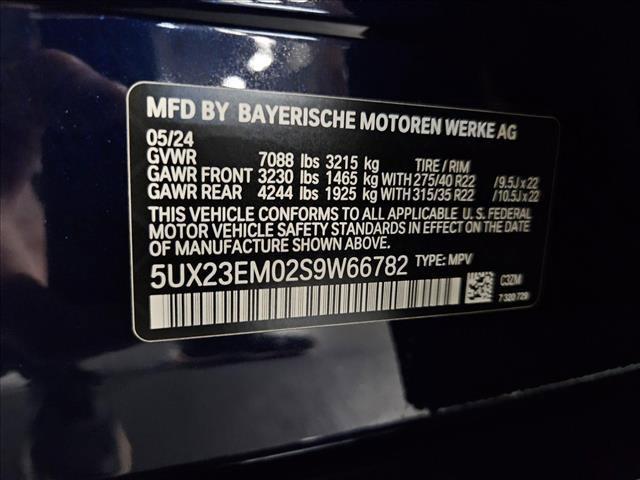 MFD BY BAYERISCHE MOTOREN WERKE AG
05/24
GVWR 7088 lbs 3215 kg TIRE / RIM
GAWR FRONT 3230 lbs 1465 kg WITH 275/40 R22 /9.5J x 22
GAWR REAR 4244 lbs 1925 kg WITH 315/35 R22 /10.5J x 22
THIS VEHICLE CONFORMS TO ALL APPLICABLE U. S. FEDERAL
MOTOR VEHICLE SAFETY STANDARDS IN EFFECT ON THE DATE
OF MANUFACTURE SHOWN ABOVE.
5UX23EM02S9W66782 TYPE: MPV
C3ZM
7 320 729